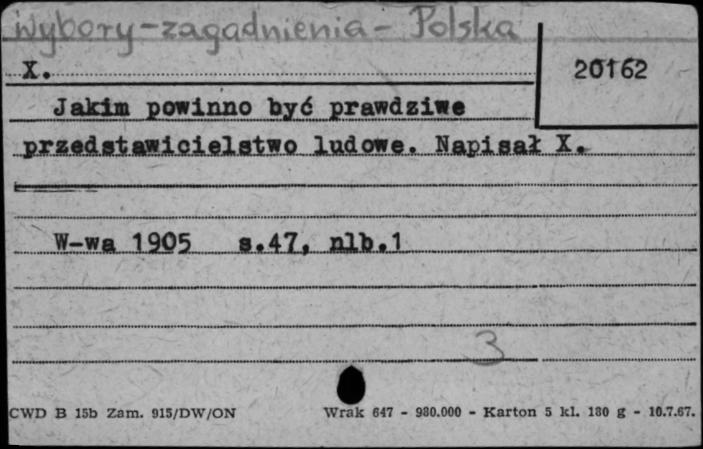 Wybory-zagadnienia- Polska
X.
20162
Jakim powinno być prawdziwe
przedstawicielstwo ludowe. Napisał X.
W-wa 1905 s.47, nlb.1
3
CWD B 15b Zam. 915/DW/ON Wrak 647 - 980.000 - Karton 5 kl. 180 g - 10.7.67.